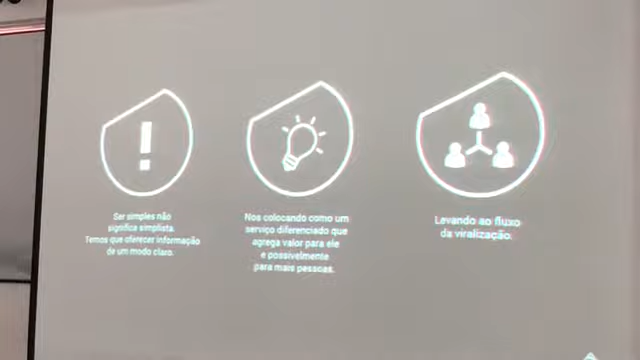 Ser simples não
significa simplista.
Temos que oferecer informação
de um modo claro.
Nos colocando como um
serviço diferenciado que
agrega valor para ele
e possivelmente
para mais pessoas.
Levando ao fluxo
da viralização.